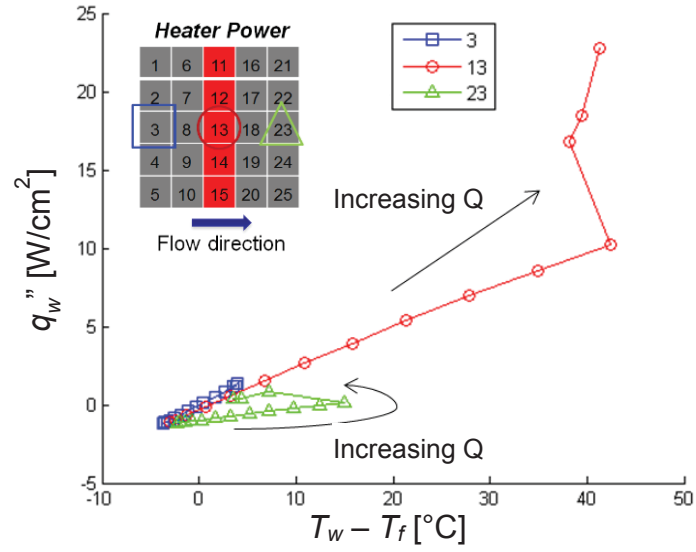 Heater Power
1 6 11 16 21
2 7 12 17 22
3 8 13 18 23
4 9 14 19 24
5 10 15 20 25
Flow direction
3
13
23
Increasing Q
Increasing Q
25
20
15
10
5
0
-5
-10 0 10 20 30 40 50
q_w" [W/cm²]
T_w – T_f [°C]